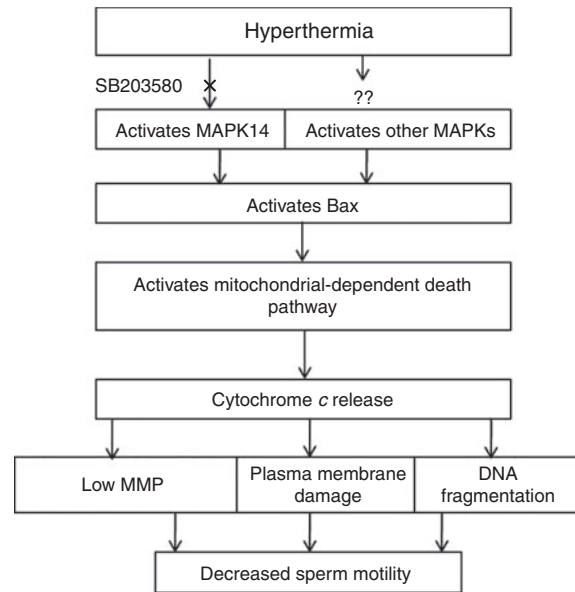 Hyperthermia
SB203580
??
Activates MAPK14
Activates other MAPKs
Activates Bax
Activates mitochondrial-dependent death
pathway
Cytochrome c release
Low MMP
Plasma membrane
damage
DNA
fragmentation
Decreased sperm motility